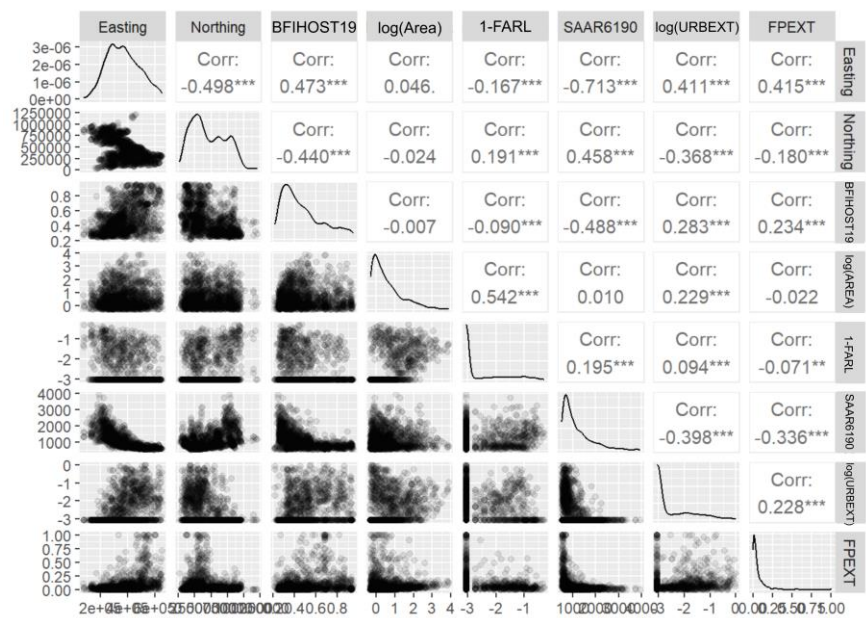 Easting Northing BFIHOST19 log(Area) 1-FARL SAAR6190 log(URBEXT) FPEXT
3e-06
2e-06
1e-06
0e+00
Corr:
-0.498***
Corr:
0.473***
Corr:
0.046.
Corr:
-0.167***
Corr:
-0.713***
Corr:
0.411***
Corr:
0.415***
Easting
1250000
1000000
750000
500000
250000
0
Corr:
-0.440***
Corr:
-0.024
Corr:
0.191***
Corr:
0.458***
Corr:
-0.368***
Corr:
-0.180***
Northing
0.8
0.6
0.4
0.2
Corr:
-0.007
Corr:
-0.090***
Corr:
-0.488***
Corr:
0.283***
Corr:
0.234***
BFIHOST19
4
3
2
1
0
Corr:
0.542***
Corr:
0.010
Corr:
0.229***
Corr:
-0.022
log(AREA)
-1
-2
-3
Corr:
0.195***
Corr:
0.094***
Corr:
-0.071**
1-FARL
4000
3000
2000
1000
Corr:
-0.398***
Corr:
-0.336***
SAAR6190
0
-1
-2
-3
Corr:
0.228***
log(URBEXT)
1.00
0.75
0.50
0.25
0.00
FPEXT
0 1 2 3 4 -3 -2 -1 -3 -2 -1 0